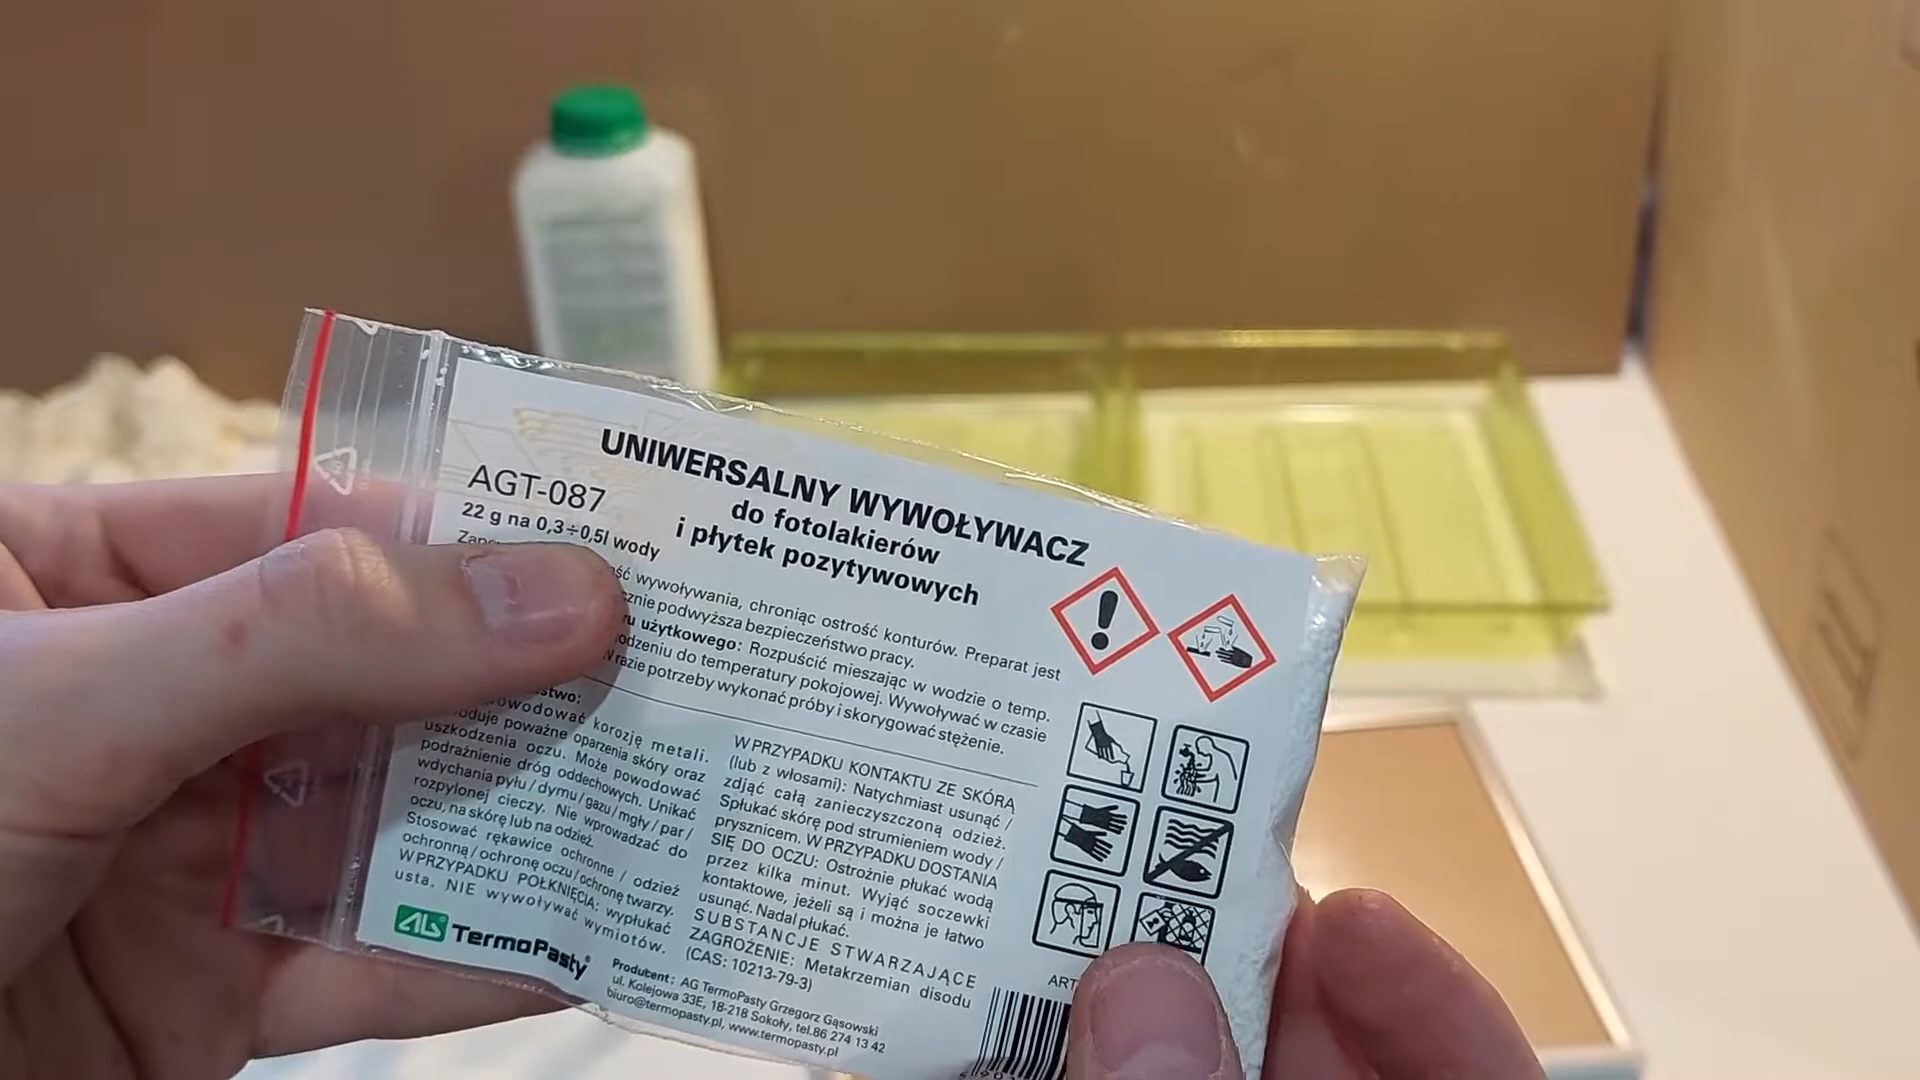 UNIWERSALNY WYWOŁYWACZ
do fotolakierów
i płytek pozytywowych
AGT-087
22 g na 0,3÷0,5l wody
wywoływania, chroniąc ostrość konturów. Preparat jest
podwyższa bezpieczeństwo pracy.
użytkowego: Rozpuścić mieszając w wodzie o temp.
do temperatury pokojowej. Wywoływać w czasie
razie potrzeby wykonać próby i skorygować stężenie.
korozję metali.
poważne oparzenia skóry oraz
uszkodzenia oczu. Może powodować
podrażnienie dróg oddechowych. Unikać
wdychania pyłu / dymu / gazu / mgły / par /
rozpylonej cieczy. Nie wprowadzać do
oczu, na skórę lub na odzież.
Stosować rękawice ochronne / odzież
ochronną / ochronę oczu / ochronę twarzy.
W PRZYPADKU POŁKNIĘCIA: wypłukać
usta. NIE wywoływać wymiotów.
W PRZYPADKU KONTAKTU ZE SKÓRĄ
(lub z włosami): Natychmiast usunąć /
zdjąć całą zanieczyszczoną odzież.
Spłukać skórę pod strumieniem wody /
prysznicem. W PRZYPADKU DOSTANIA
SIĘ DO OCZU: Ostrożnie płukać wodą
przez kilka minut. Wyjąć soczewki
kontaktowe, jeżeli są i można je łatwo
usunąć. Nadal płukać.
SUBSTANCJE STWARZAJĄCE
ZAGROŻENIE: Metakrzemian disodu
(CAS: 10213-79-3)
AG TermoPasty
Producent: AG TermoPasty Grzegorz Gąsowski
ul. Kolejowa 33E, 18-218 Sokoły, tel.86 274 13 42
biuro@termopasty.pl, www.termopasty.pl